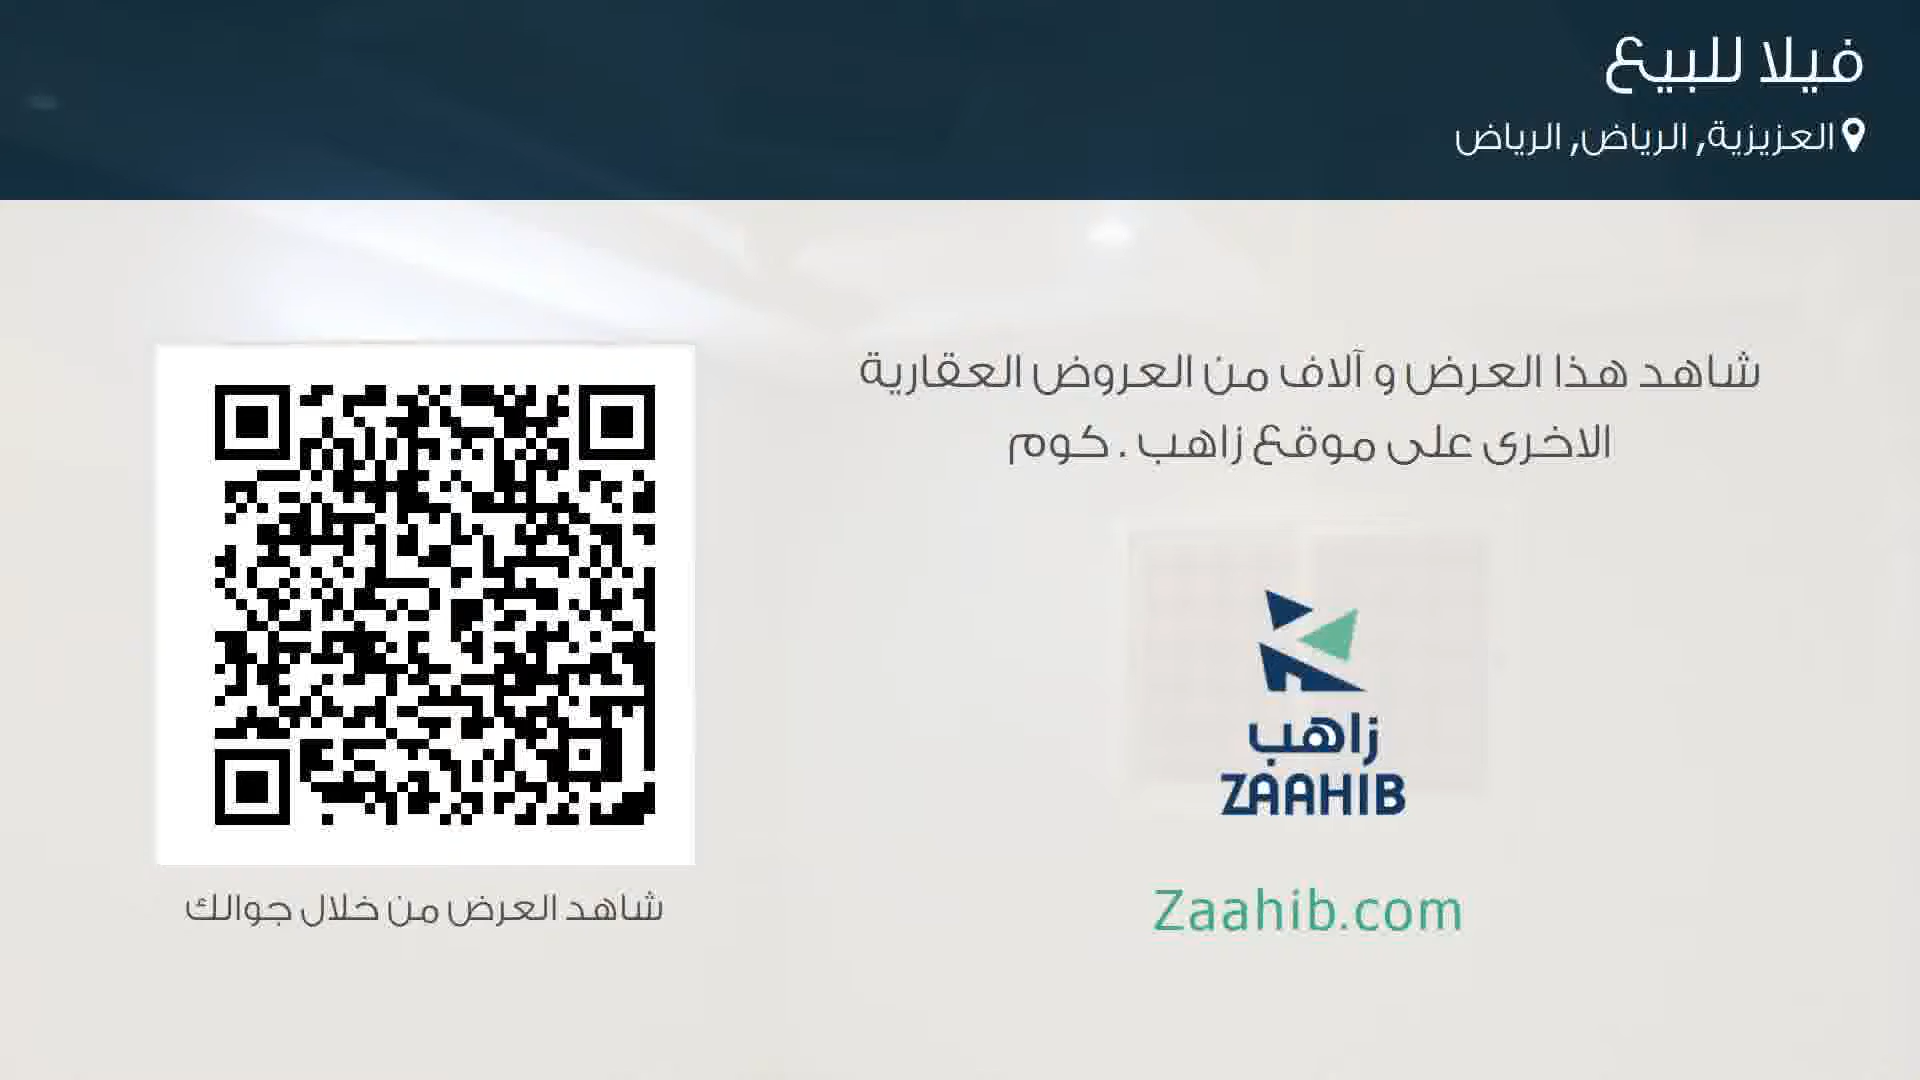 فيلا للبيع
العزيزية, الرياض, الرياض
شاهد هذا العرض و آلاف من العروض العقارية
الاخرى على موقع زاهب . كوم
زاهب
ZAAHIB
Zaahib.com
شاهد العرض من خلال جوالك